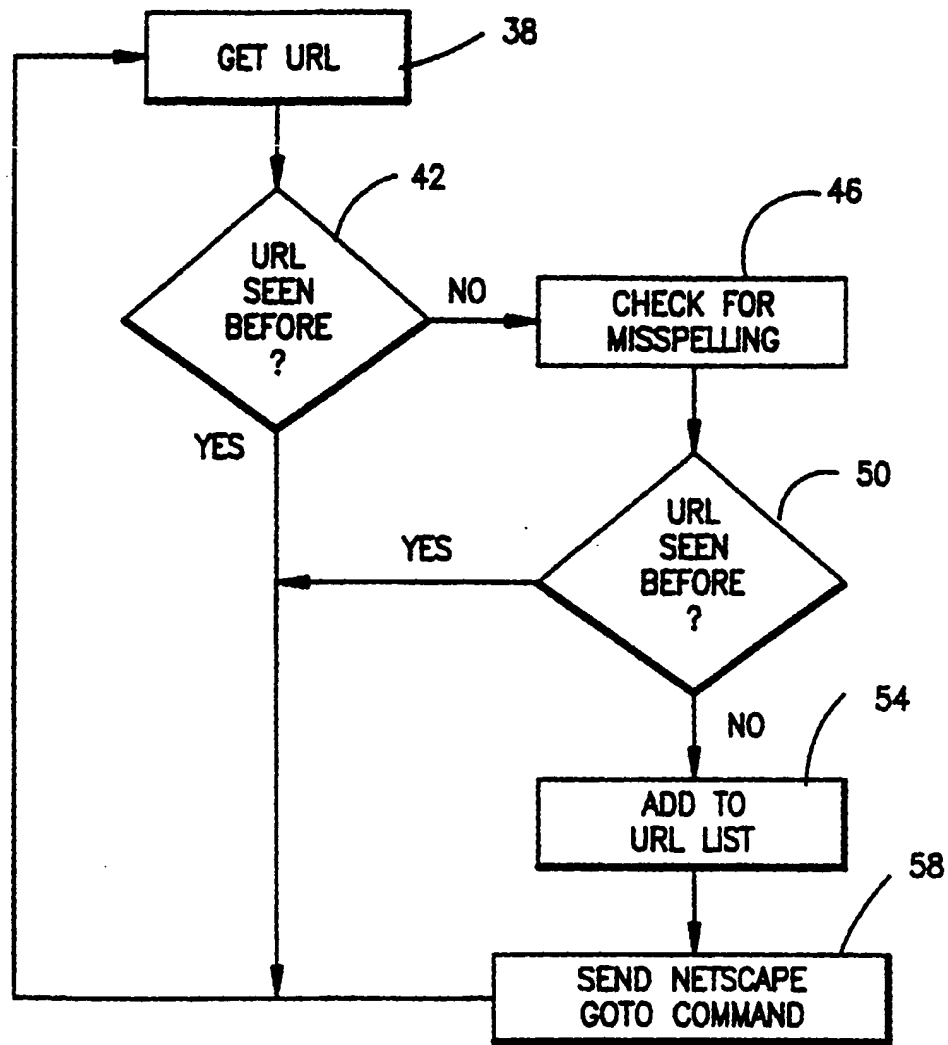 GET URL
38
42
URL
SEEN
BEFORE
?
NO
YES
46
CHECK FOR
MISSPELLING
50
URL
SEEN
BEFORE
?
YES
NO
54
ADD TO
URL LIST
58
SEND NETSCAPE
GOTO COMMAND